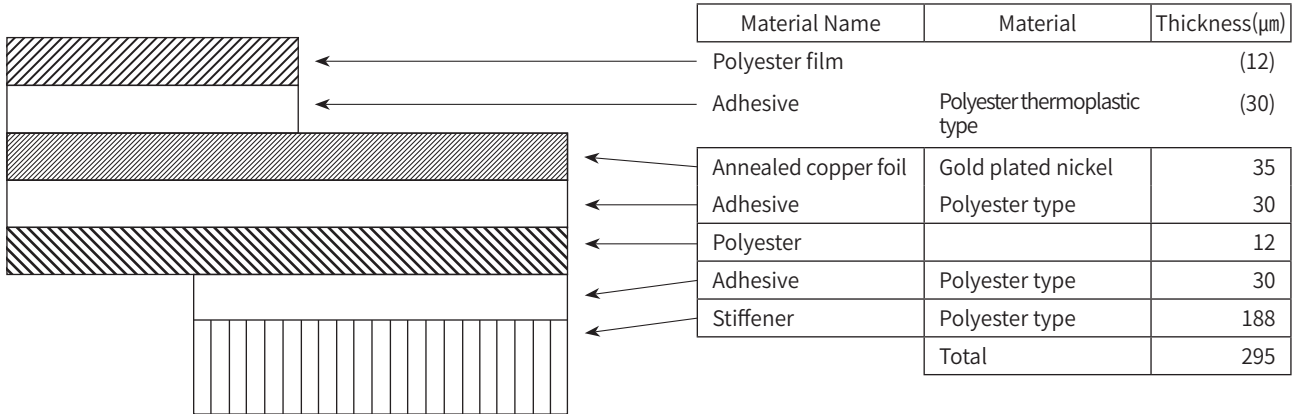 Material Name Material Thickness(μm)
Polyester film (12)
Adhesive Polyester thermoplastic type (30)
Annealed copper foil Gold plated nickel 35
Adhesive Polyester type 30
Polyester 12
Adhesive Polyester type 30
Stiffener Polyester type 188
Total 295